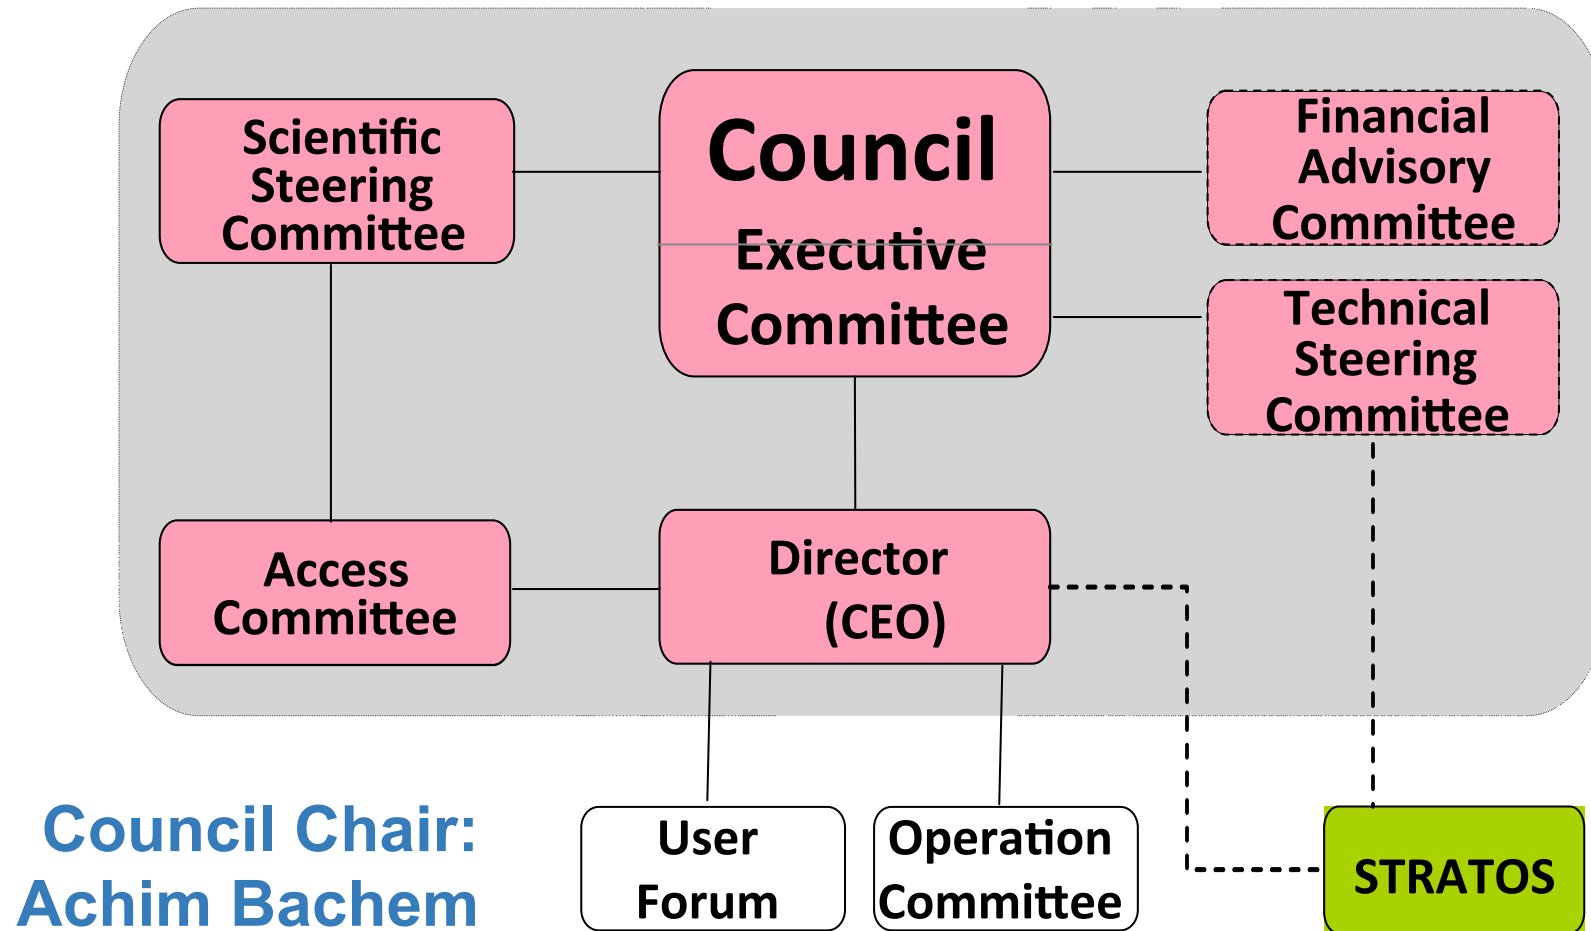 Scientific
Steering
Committee
Council
Executive
Committee
Financial
Advisory
Committee
Technical
Steering
Committee
Access
Committee
Director
(CEO)
Council Chair:
Achim Bachem
User
Forum
Operation
Committee
STRATOS